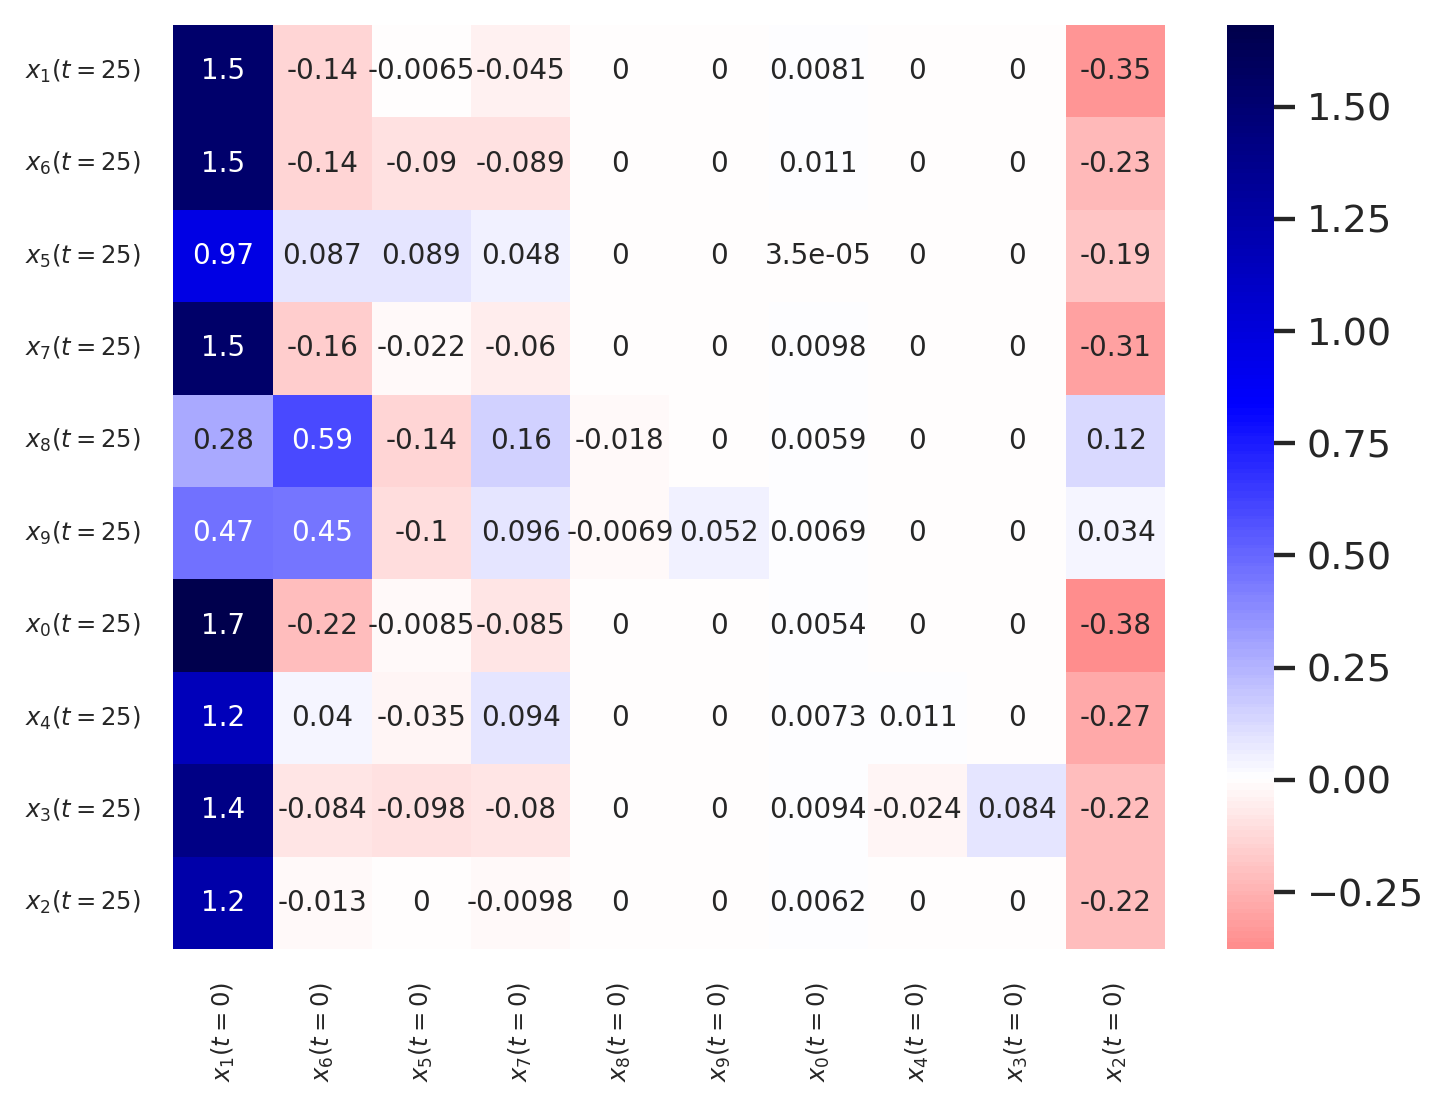 x₁(t = 25) 1.5 -0.14 -0.0065 -0.045 0 0 0.0081 0 0 -0.35
x₆(t = 25) 1.5 -0.14 -0.09 -0.089 0 0 0.011 0 0 -0.23
x₅(t = 25) 0.97 0.087 0.089 0.048 0 0 3.5e-05 0 0 -0.19
x₇(t = 25) 1.5 -0.16 -0.022 -0.06 0 0 0.0098 0 0 -0.31
x₈(t = 25) 0.28 0.59 -0.14 0.16 -0.018 0 0.0059 0 0 0.12
x₉(t = 25) 0.47 0.45 -0.1 0.096 -0.0069 0.052 0.0069 0 0 0.034
x₀(t = 25) 1.7 -0.22 -0.0085 -0.085 0 0 0.0054 0 0 -0.38
x₄(t = 25) 1.2 0.04 -0.035 0.094 0 0 0.0073 0.011 0 -0.27
x₃(t = 25) 1.4 -0.084 -0.098 -0.08 0 0 0.0094 -0.024 0.084 -0.22
x₂(t = 25) 1.2 -0.013 0 -0.0098 0 0 0.0062 0 0 -0.22
x₁(t = 0)
x₆(t = 0)
x₅(t = 0)
x₇(t = 0)
x₈(t = 0)
x₉(t = 0)
x₀(t = 0)
x₄(t = 0)
x₃(t = 0)
x₂(t = 0)
1.50
1.25
1.00
0.75
0.50
0.25
0.00
−0.25